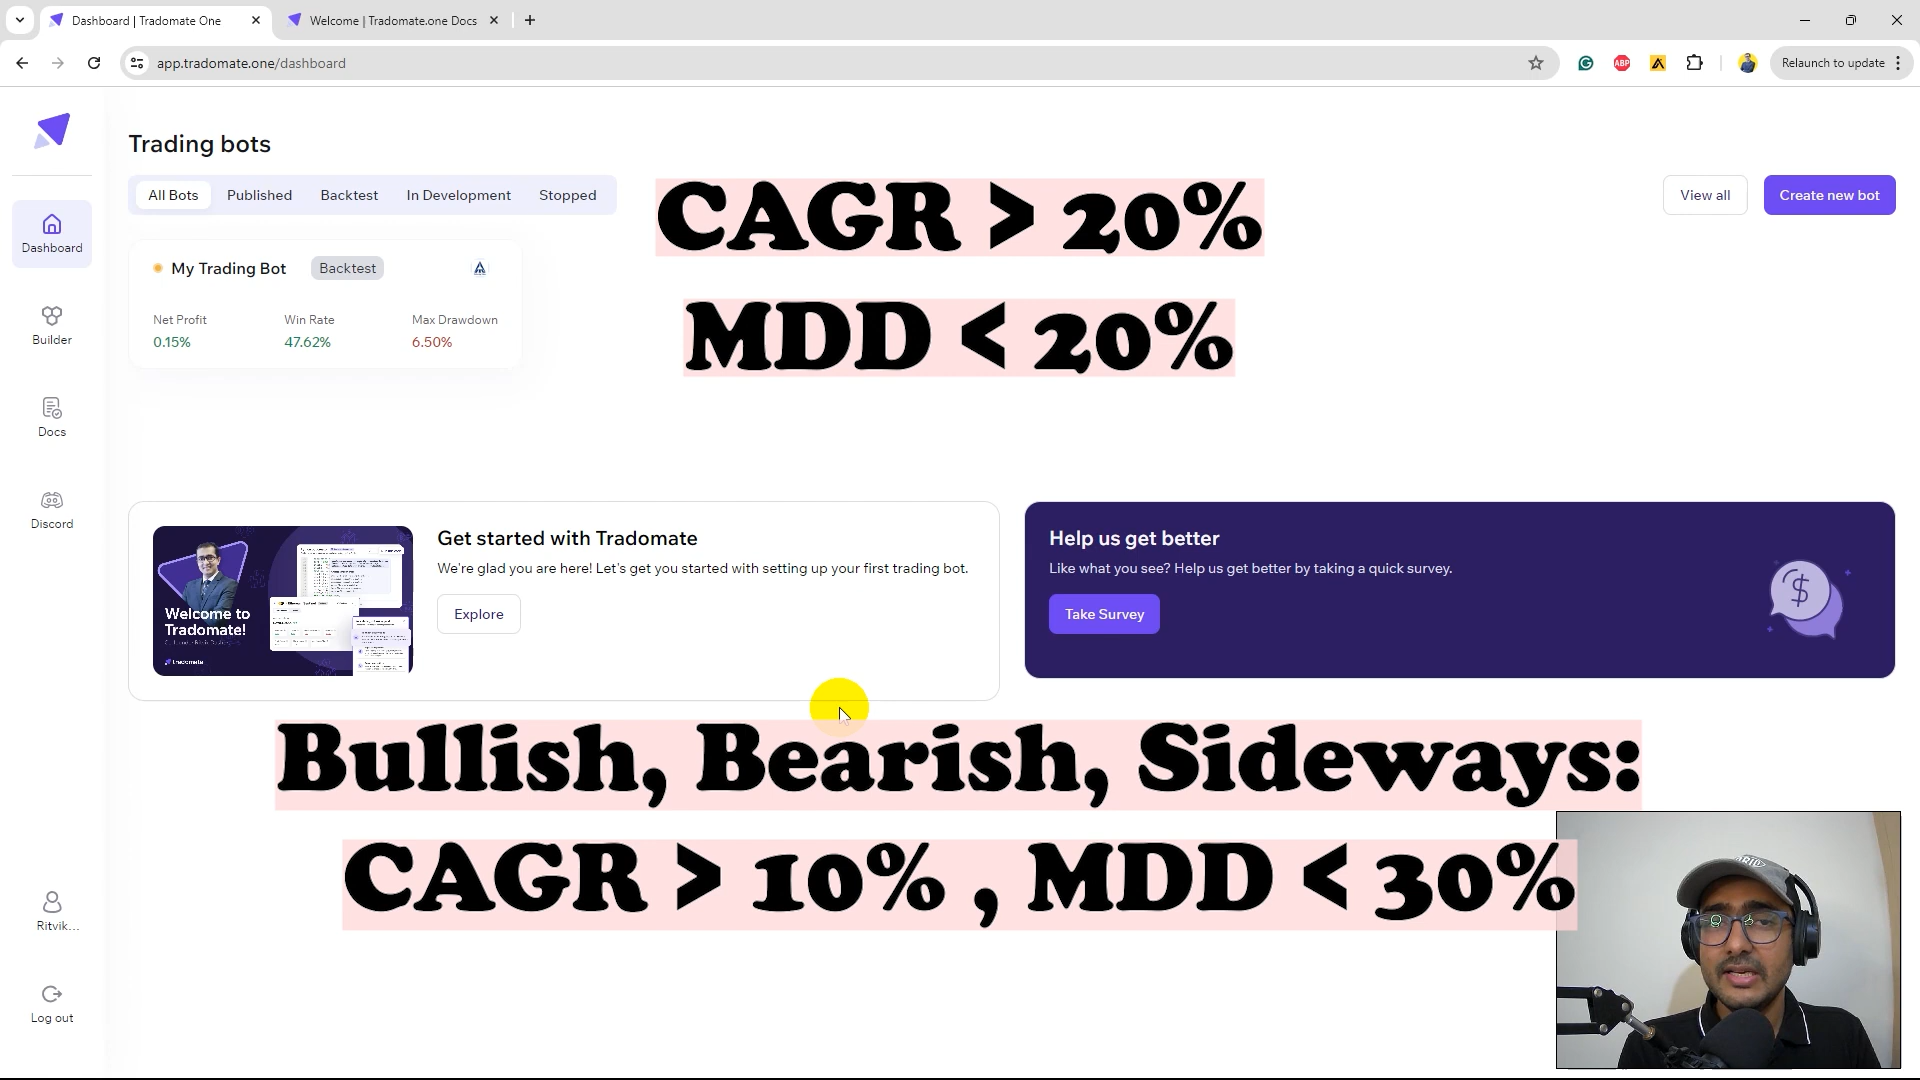 Dashboard | Tradomate One
Welcome | Tradomate.one Docs
app.tradomate.one/dashboard
ABP
Relaunch to update
Trading bots
All Bots
Published
Backtest
In Development
Stopped
View all
Create new bot
CAGR > 20%
MDD < 20%
Dashboard
Builder
Docs
Discord
Ritvik...
Log out
My Trading Bot
Backtest
Net Profit
Win Rate
Max Drawdown
0.15%
47.62%
6.50%
Welcome to
Tradomate!
tradomate
Get started with Tradomate
We're glad you are here! Let's get you started with setting up your first trading bot.
Explore
Help us get better
Like what you see? Help us get better by taking a quick survey.
Take Survey
Bullish, Bearish, Sideways:
CAGR > 10% , MDD < 30%